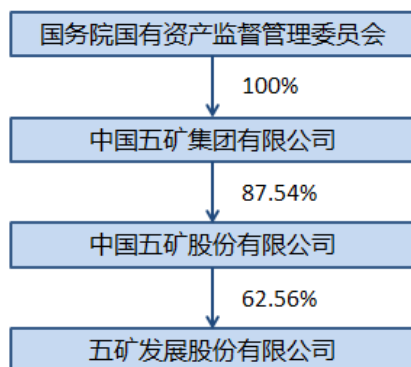 国务院国有资产监督管理委员会
100%
中国五矿集团有限公司
87.54%
中国五矿股份有限公司
62.56%
五矿发展股份有限公司